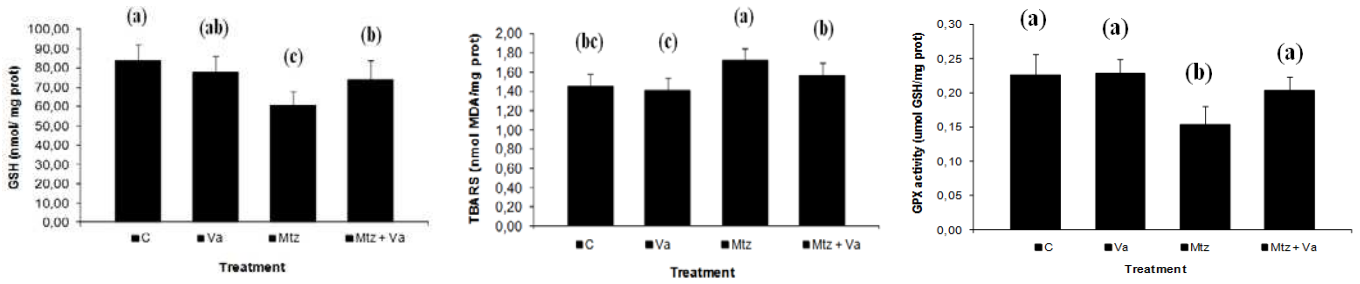 (a)
(ab)
(c)
(b)
GSH (nmol/ mg prot)
100,00
90,00
80,00
70,00
60,00
50,00
40,00
30,00
20,00
10,00
0,00
C
Va
Mtz
Mtz + Va
Treatment
(bc)
(c)
(a)
(b)
TBARS (nmol MDA/mg prot)
2,00
1,80
1,60
1,40
1,20
1,00
0,80
0,60
0,40
0,20
0,00
C
Va
Mtz
Mtz + Va
Treatment
(a)
(a)
(b)
(a)
GPX activity (umol GSH/mg prot)
0,30
0,25
0,20
0,15
0,10
0,05
0,00
C
Va
Mtz
Mtz + Va
Treatment